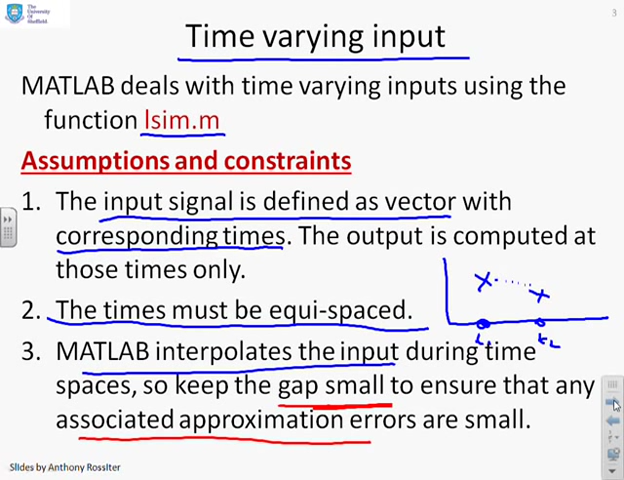 The
University
Of
Sheffield.
3
Time varying input
MATLAB deals with time varying inputs using the
function lsim.m
Assumptions and constraints
1. The input signal is defined as vector with
corresponding times. The output is computed at
those times only.
2. The times must be equi-spaced.
3. MATLAB interpolates the input during time
spaces, so keep the gap small to ensure that any
associated approximation errors are small.
Slides by Anthony Rossiter